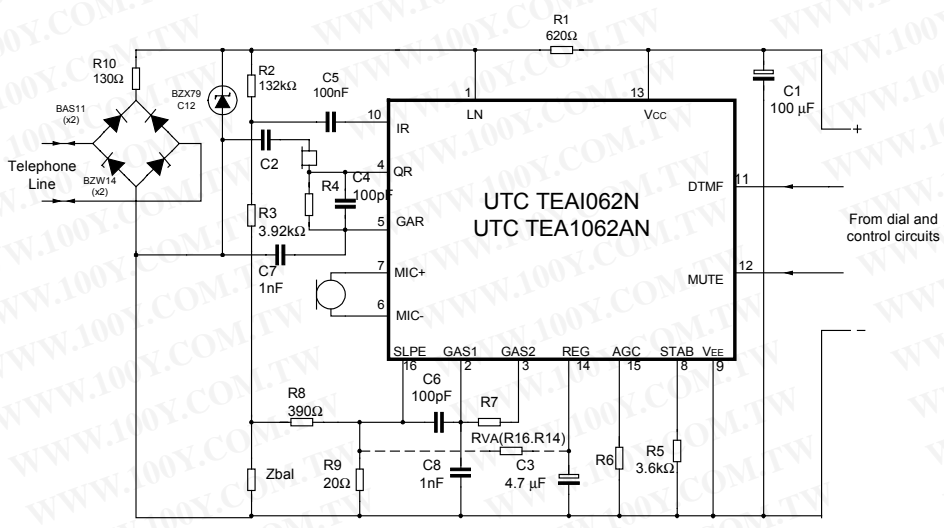 R1
620Ω
R10
130Ω
BZX79
C12
R2
132kΩ
C5
100nF
C1
100 µF
BAS11
(x2)
1
LN
13
Vcc
10
IR
+
C2
Telephone
Line
BZW14
(x2)
4
QR
R4
C4
100pF
UTC TEAI062N
UTC TEA1062AN
DTMF
11
R3
3.92kΩ
5
GAR
From dial and
control circuits
C7
1nF
7
MIC+
12
MUTE
6
MIC-
SLPE
GAS1
GAS2
REG
AGC
STAB
VEE
16
2
3
14
15
8
9
R8
390Ω
C6
100pF
R7
RVA(R16.R14)
Zbal
R9
20Ω
C8
1nF
C3
4.7 µF
R6
R5
3.6kΩ
WWW.100Y.COM.TW